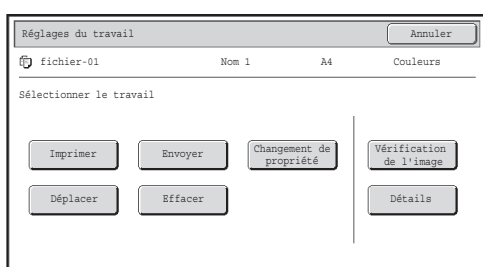 Réglages du travail Annuler
fichier-01 Nom 1 A4 Couleurs
Sélectionner le travail
Imprimer Envoyer Changement de propriété Vérification de l'image
Déplacer Effacer Détails